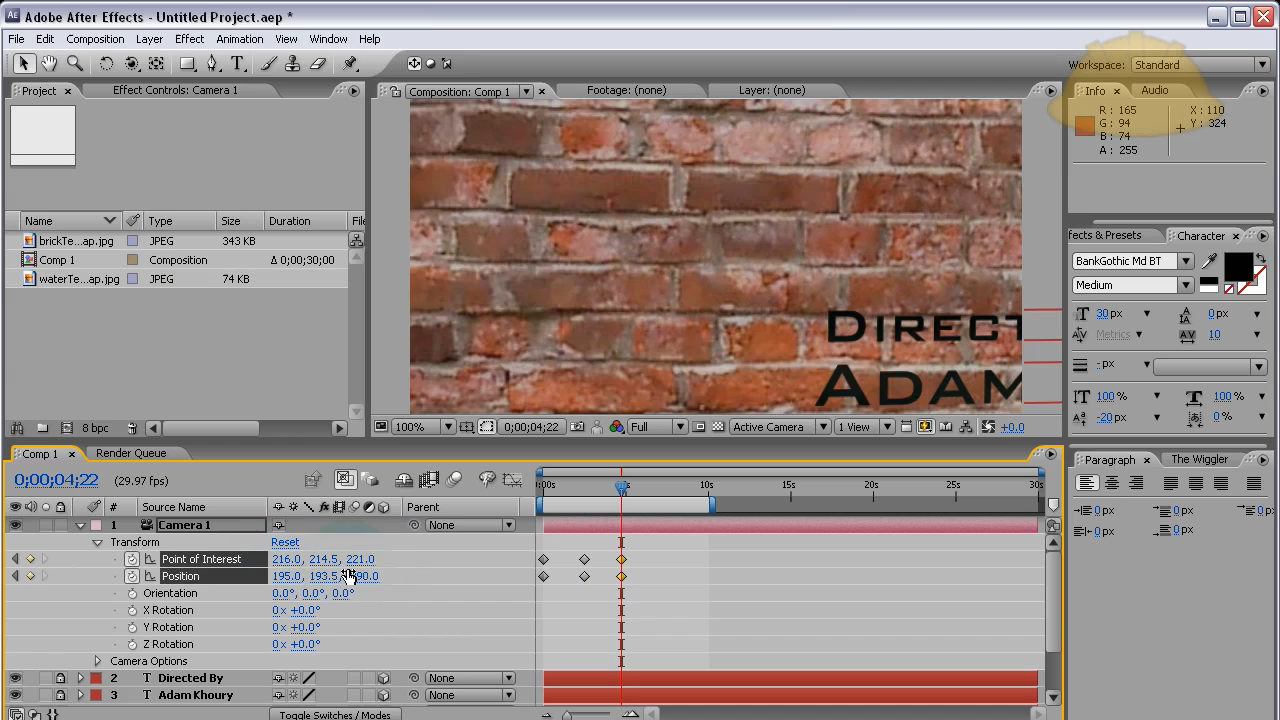 Adobe After Effects - Untitled Project.aep *
File Edit Composition Layer Effect Animation View Window Help
Workspace: Standard
Project Effect Controls: Camera 1
Composition: Comp 1 Footage: (none) Layer: (none)
Info Audio
R: 165
G: 94
B: 74
A: 255
X: 110
Y: 324
Name Type Size Duration File
brickTe...ap.jpg JPEG 343 KB
Comp 1 Composition Δ 0;00;30;00
waterTe...ap.jpg JPEG 74 KB
8 bpc
DIRECT
ADAM
100% 0;00;04;22 Full Active Camera 1 View +0.0
fects & Presets Character
BankGothic Md BT
Medium
30 px 0 px
Metrics 10
- px
100% 100%
-20 px 0%
Paragraph The Wiggler
0 px 0 px 0 p
0 px 0 px
Comp 1 Render Queue
0;00;04;22 (29.97 fps)
:00s 10s 15s 20s 25s 30s
# Source Name Parent
1 Camera 1 None
Transform Reset
Point of Interest 216.0, 214.5, 221.0
Position 195.0, 193.5, 90.0
Orientation 0.0°, 0.0°, 0.0°
X Rotation 0 x +0.0°
Y Rotation 0 x +0.0°
Z Rotation 0 x +0.0°
Camera Options
2 T Directed By None
3 T Adam Khoury None
Toggle Switches / Modes